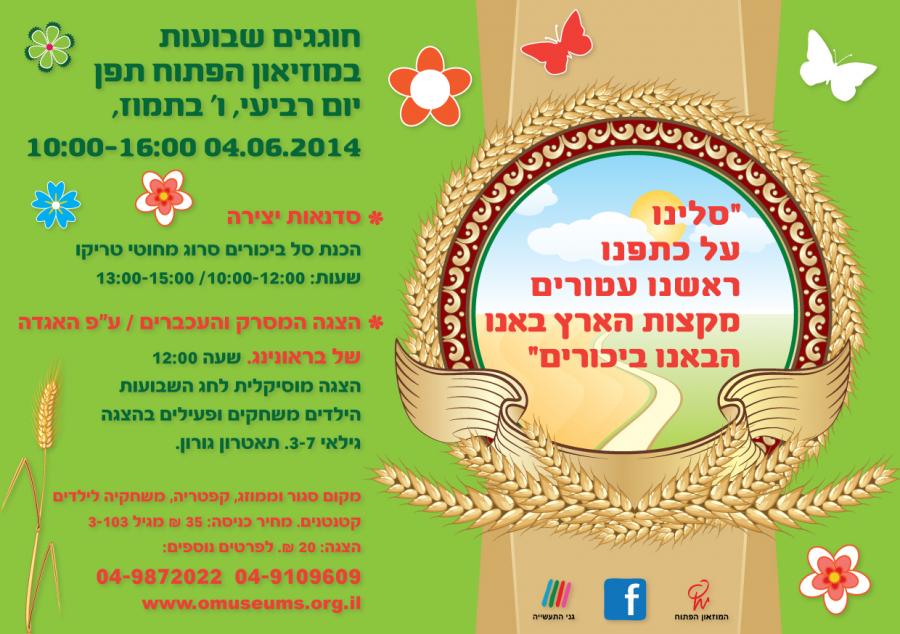 חוגגים שבועות
במוזיאון הפתוח תפן
יום רביעי, ו' בתמוז,
10:00-16:00 04.06.2014
* סדנאות יצירה
הכנת סל ביכורים סרוג מחוטי טריקו
שעות: 10:00-12:00/ 13:00-15:00
* הצגה המסרק והעכברים / ע"פ האגדה
של בראונינג. שעה 12:00
הצגה מוסיקלית לחג השבועות
הילדים משחקים ופעילים בהצגה
גילאי 3-7. תאטרון גורון.
מקום סגור וממוזג, קפטריה, משחקיה לילדים
קטנטנים. מחיר כניסה: 35 ₪ מגיל 3-103
הצגה: 20 ₪. לפרטים נוספים:
04-9872022 04-9109609
www.omuseums.org.il
"סלינו
על כתפנו
ראשנו עטורים
מקצות הארץ באנו
הבאנו ביכורים"
המוזאון הפתוח
f
גני התעשייה